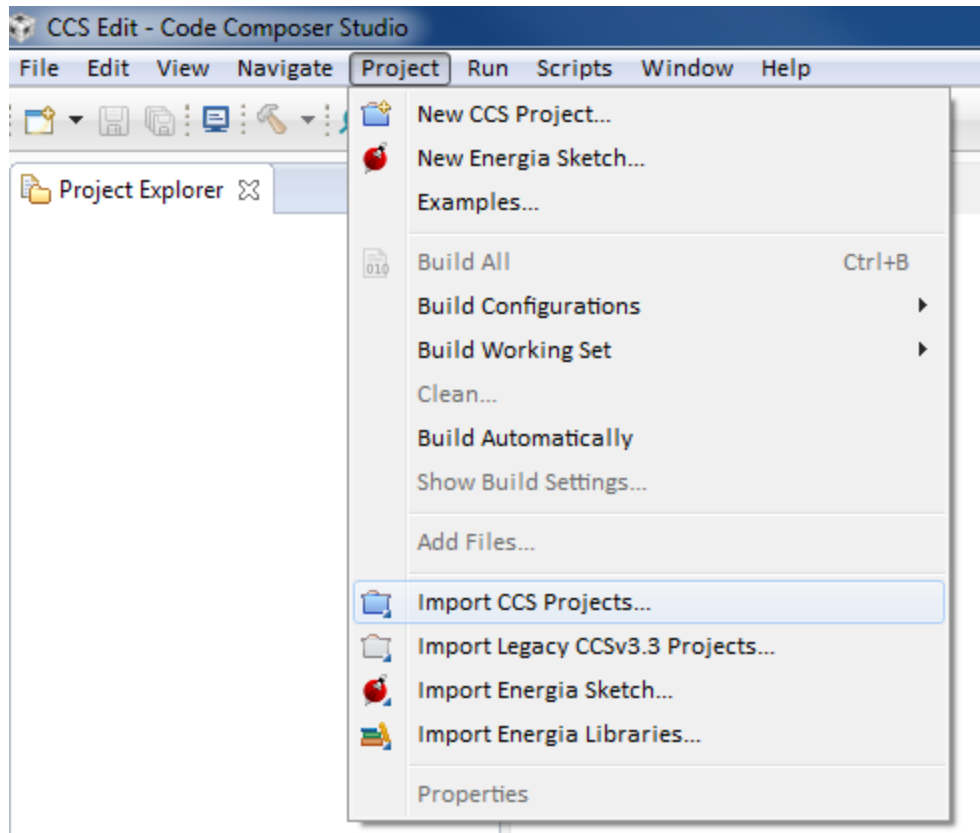 CCS Edit - Code Composer Studio
File Edit View Navigate Project Run Scripts Window Help
Project Explorer
New CCS Project...
New Energia Sketch...
Examples...
010
Build All Ctrl+B
Build Configurations
Build Working Set
Clean...
Build Automatically
Show Build Settings...
Add Files...
Import CCS Projects...
Import Legacy CCSv3.3 Projects...
Import Energia Sketch...
Import Energia Libraries...
Properties